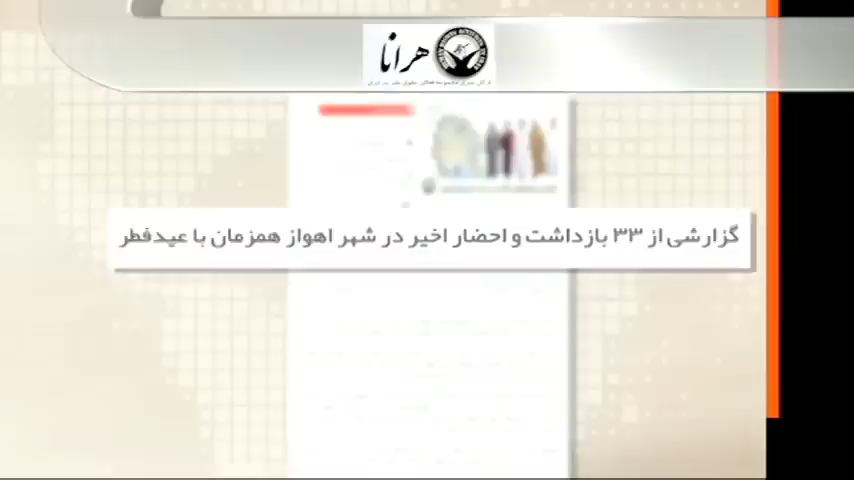 هرانا
گزارشی از ۳۳ بازداشت و احضار اخیر در شهر اهواز همزمان با عیدفطر